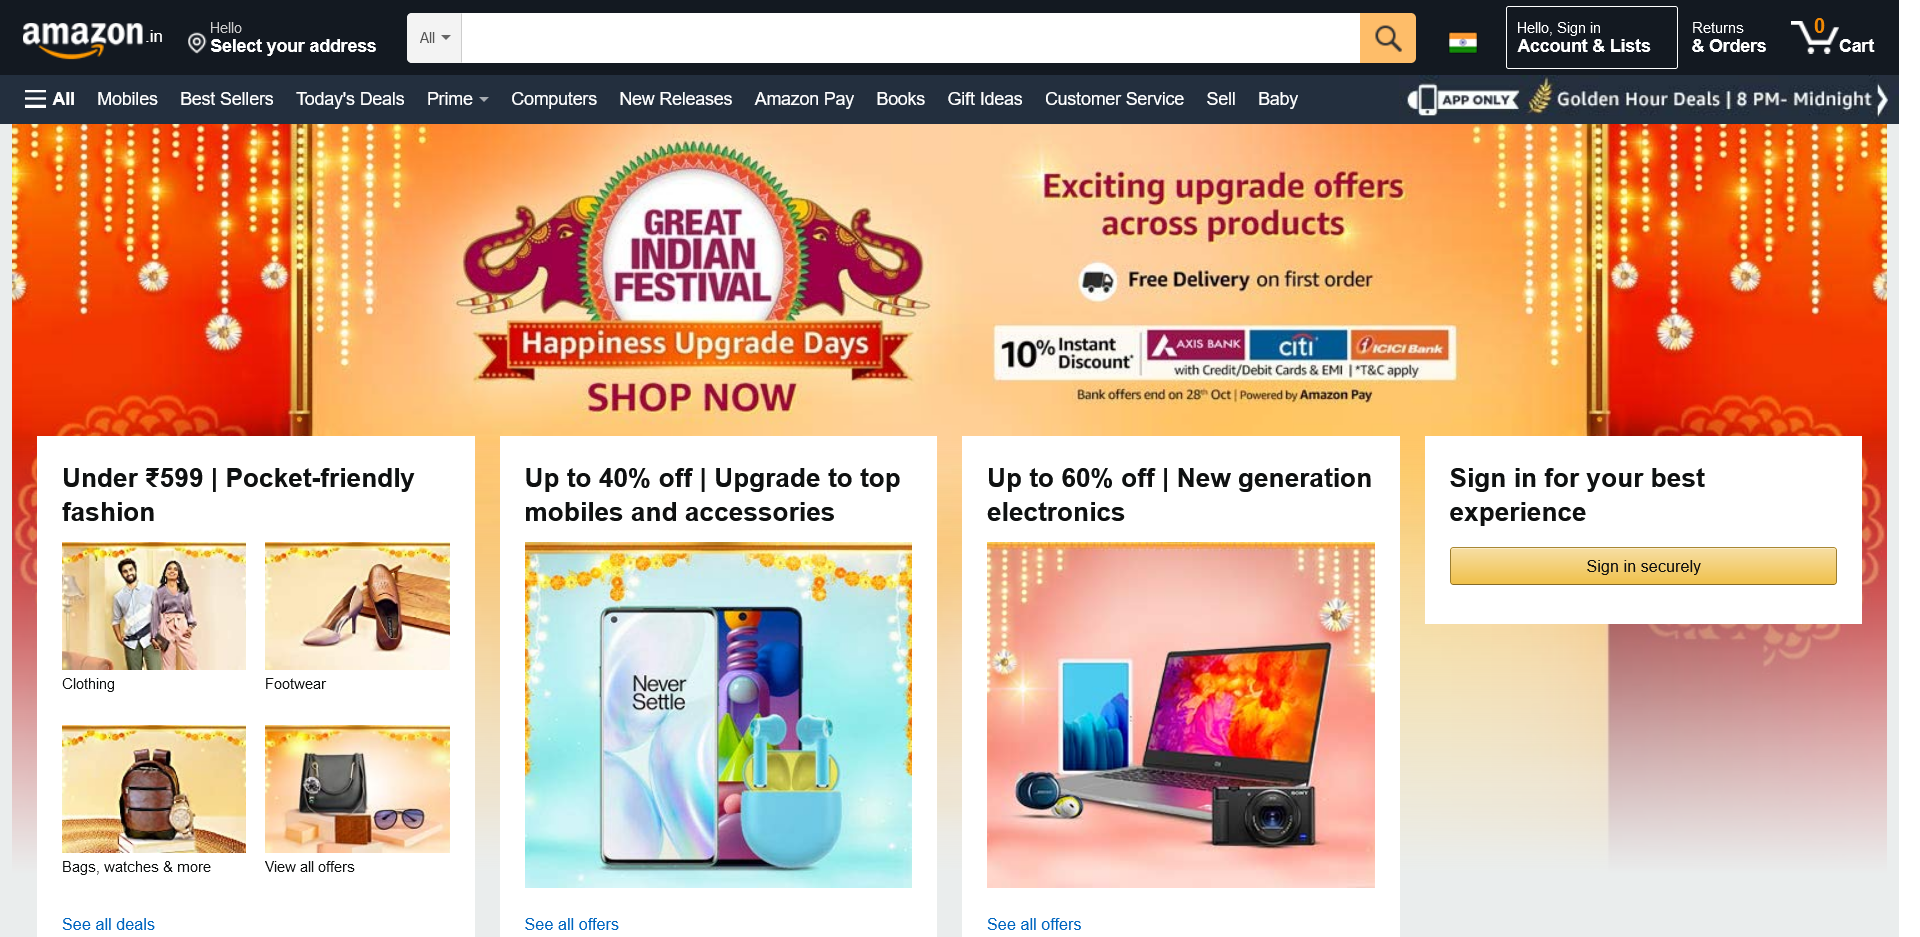 amazon.in
Hello
Select your address
All
Hello, Sign in
Account & Lists
Returns
& Orders
0
Cart
All
Mobiles
Best Sellers
Today's Deals
Prime
Computers
New Releases
Amazon Pay
Books
Gift Ideas
Customer Service
Sell
Baby
APP ONLY
Golden Hour Deals | 8 PM- Midnight
GREAT
INDIAN
FESTIVAL
Happiness Upgrade Days
SHOP NOW
Exciting upgrade offers
across products
Free Delivery on first order
10% Instant
Discount*
AXIS BANK
citi
ICICI Bank
with Credit/Debit Cards & EMI | *T&C apply
Bank offers end on 28th Oct | Powered by Amazon Pay
Under ₹599 | Pocket-friendly
fashion
Clothing
Footwear
Bags, watches & more
View all offers
See all deals
Up to 40% off | Upgrade to top
mobiles and accessories
Never
Settle
See all offers
Up to 60% off | New generation
electronics
SONY
See all offers
Sign in for your best
experience
Sign in securely